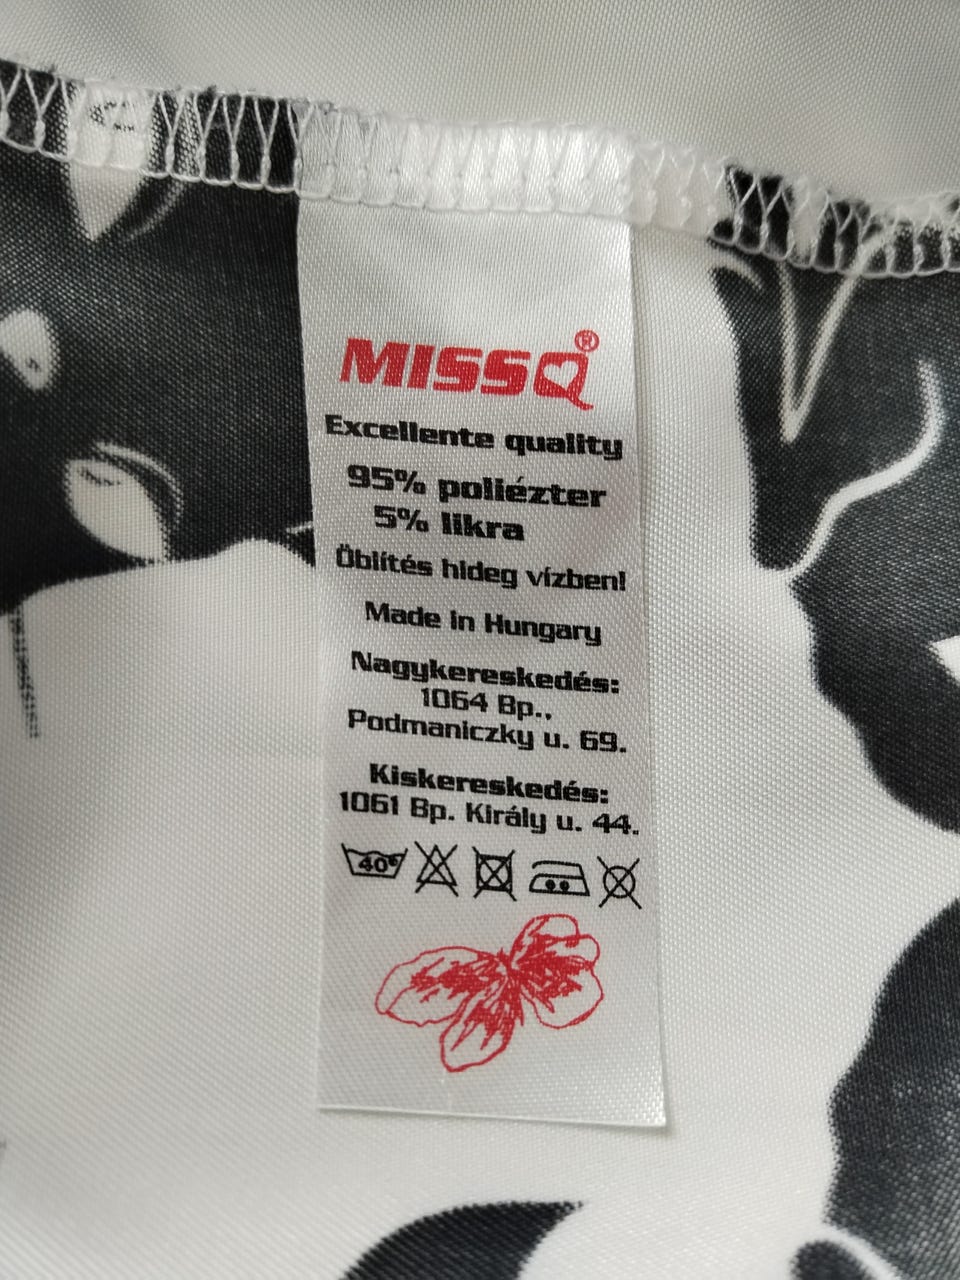 MISSQ®
Excellente quality
95% poliézter
5% likra
Öblítés hideg vízben!
Made in Hungary
Nagykereskedés:
1064 Bp.,
Podmaniczky u. 69.
Kiskereskedés:
1061 Bp. Király u. 44.
40°